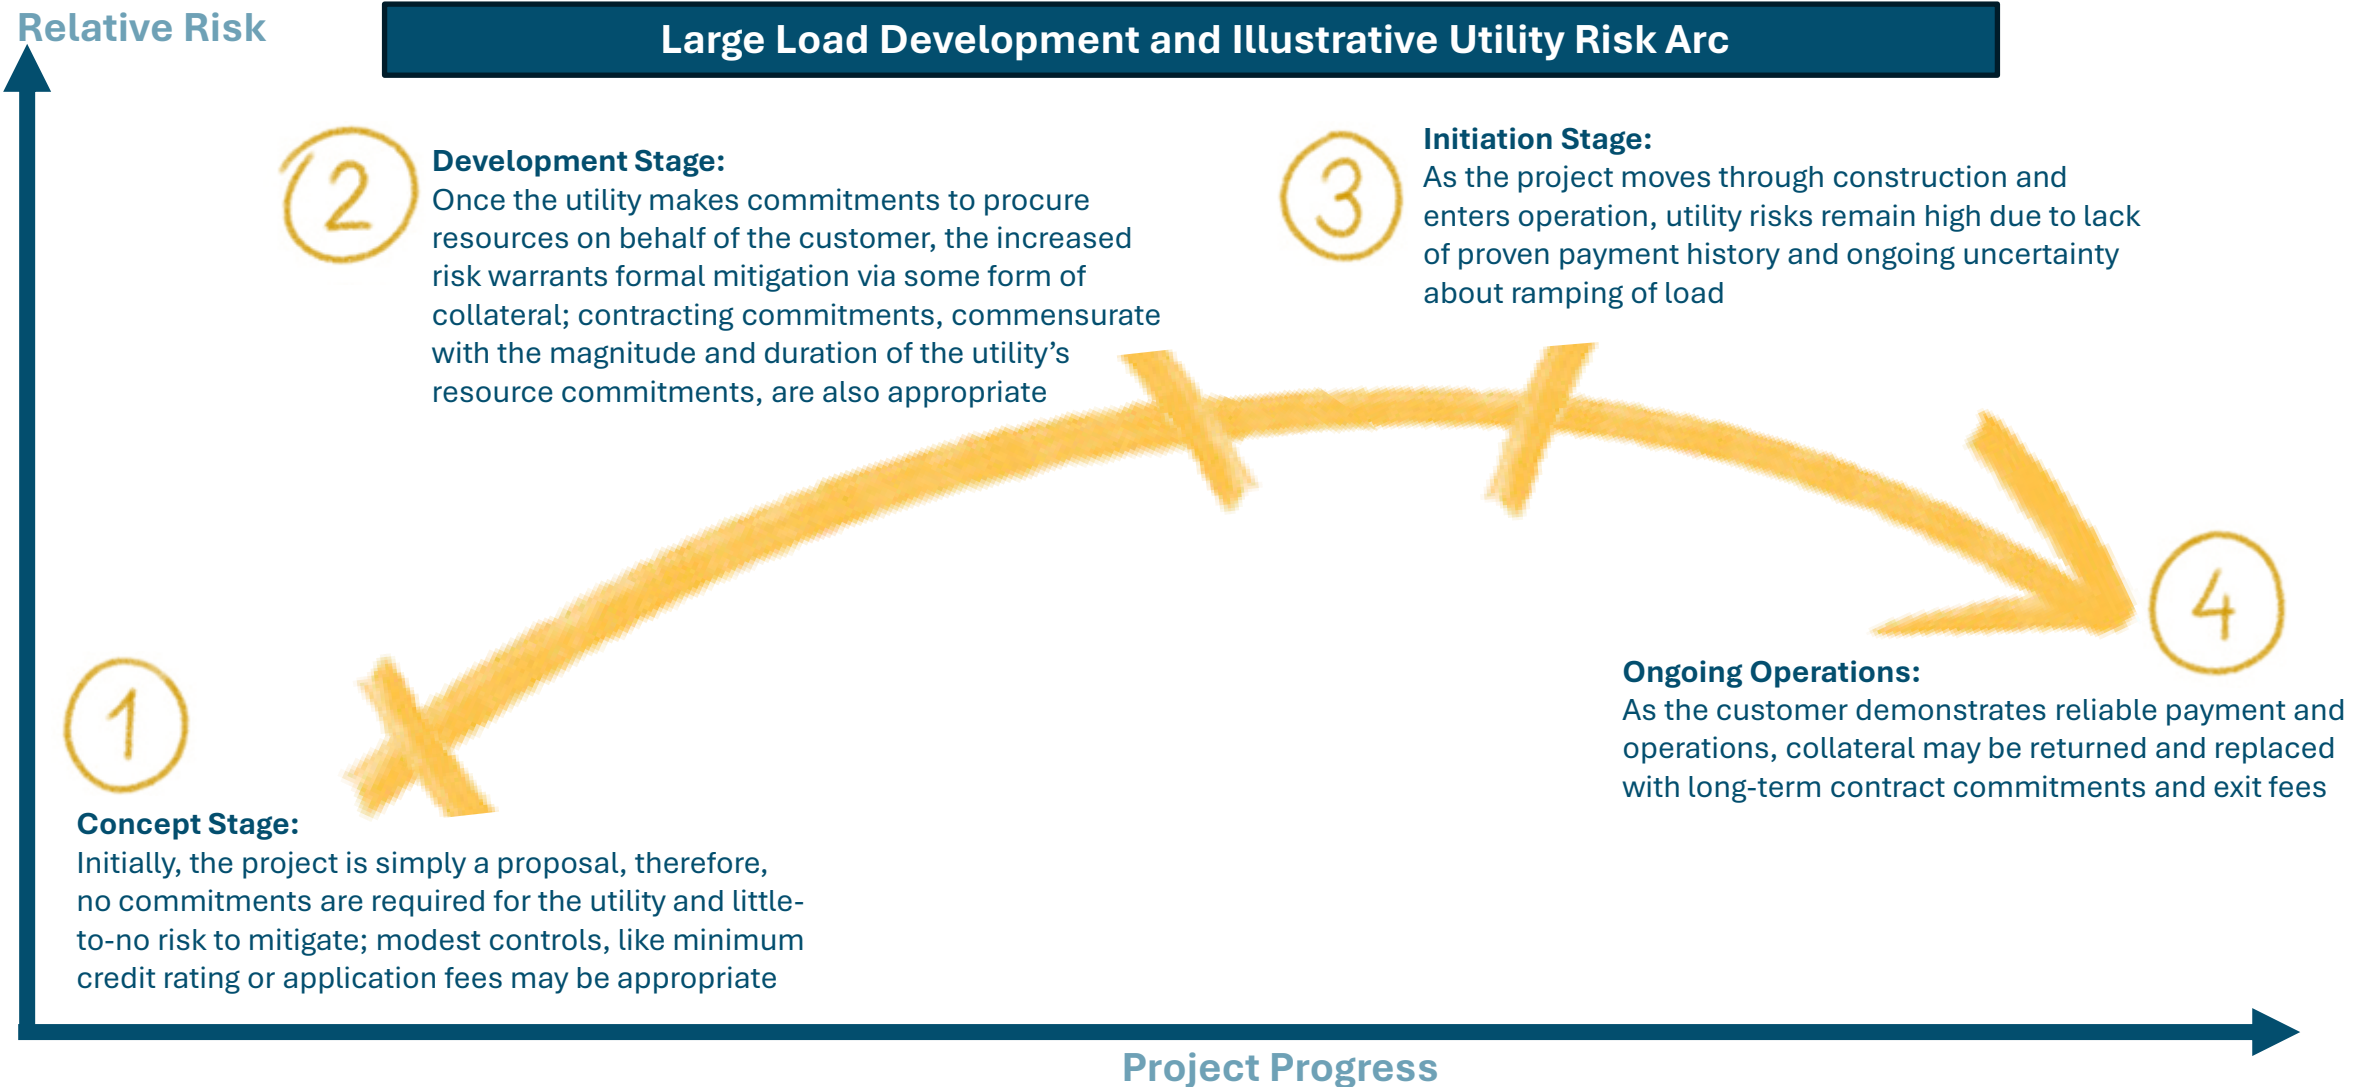 Relative Risk
Large Load Development and Illustrative Utility Risk Arc
2
Development Stage:
Once the utility makes commitments to procure
resources on behalf of the customer, the increased
risk warrants formal mitigation via some form of
collateral; contracting commitments, commensurate
with the magnitude and duration of the utility’s
resource commitments, are also appropriate
3
Initiation Stage:
As the project moves through construction and
enters operation, utility risks remain high due to lack
of proven payment history and ongoing uncertainty
about ramping of load
1
Concept Stage:
Initially, the project is simply a proposal, therefore,
no commitments are required for the utility and little-
to-no risk to mitigate; modest controls, like minimum
credit rating or application fees may be appropriate
4
Ongoing Operations:
As the customer demonstrates reliable payment and
operations, collateral may be returned and replaced
with long-term contract commitments and exit fees
Project Progress